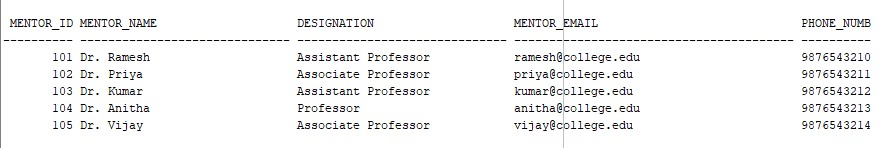 MENTOR_ID MENTOR_NAME                    DESIGNATION                    MENTOR_EMAIL                             PHONE_NUMB
---------- ------------------------------ ------------------------------ ---------------------------------------- ----------
       101 Dr. Ramesh                     Assistant Professor            ramesh@college.edu                       9876543210
       102 Dr. Priya                      Associate Professor            priya@college.edu                        9876543211
       103 Dr. Kumar                      Assistant Professor            kumar@college.edu                        9876543212
       104 Dr. Anitha                     Professor                      anitha@college.edu                       9876543213
       105 Dr. Vijay                      Associate Professor            vijay@college.edu                        9876543214